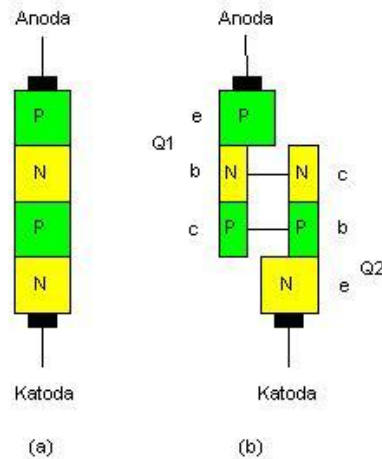 Anoda
P
N
P
N
Katoda
(a)
Anoda
e P
Q1
b N N c
c P P b
N e Q2
Katoda
(b)